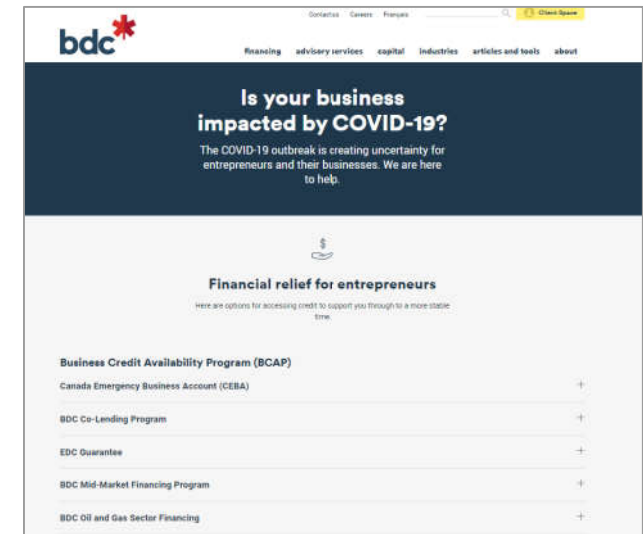 Contact us Careers Français
Client Space
bdc*
financing advisory services capital industries articles and tools about
Is your business
impacted by COVID-19?
The COVID-19 outbreak is creating uncertainty for
entrepreneurs and their businesses. We are here
to help.
$
Financial relief for entrepreneurs
Here are options for accessing credit to support you through to a more stable
time.
Business Credit Availability Program (BCAP)
Canada Emergency Business Account (CEBA) +
BDC Co-Lending Program +
EDC Guarantee +
BDC Mid-Market Financing Program +
BDC Oil and Gas Sector Financing +